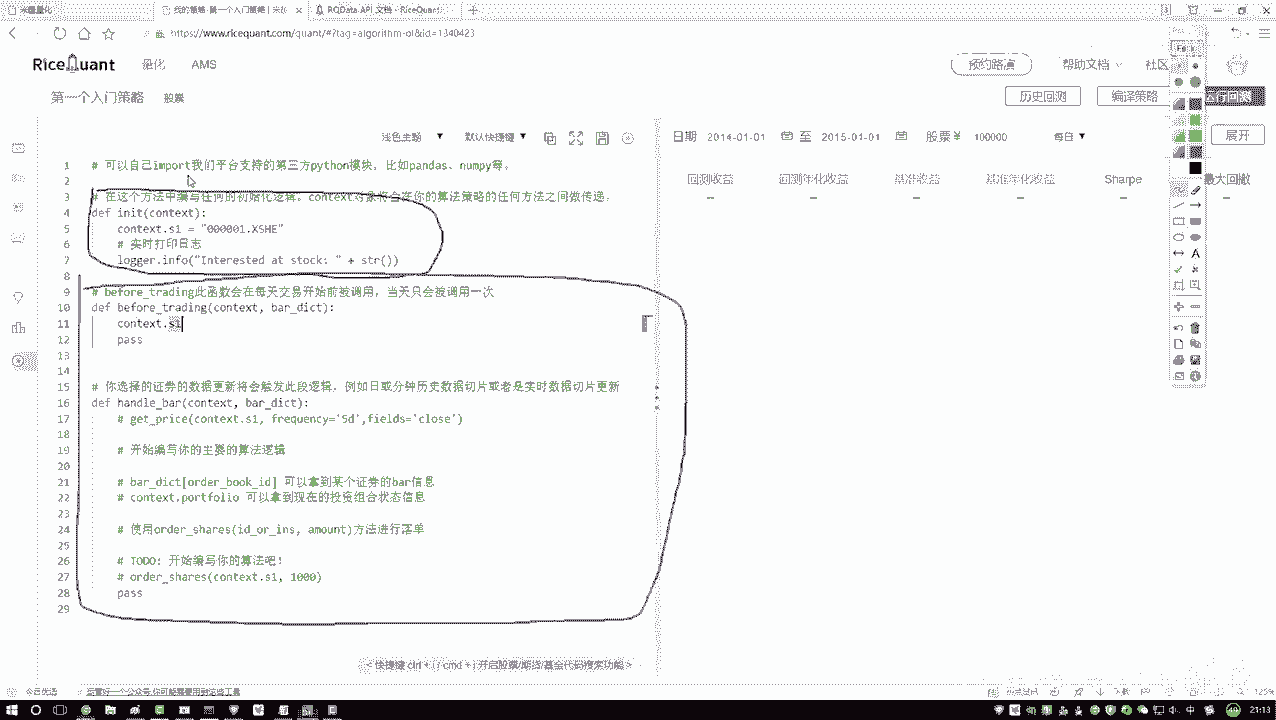 米筐量化
我的策略-第一个入门策略 | 米筐
RQData API 文档 - RiceQuant
https://www.ricequant.com/quant/#?tag=algorithm-ol&id=1340423
RiceQuant 量化 AMS 预约路演 帮助文档 社区
第一个入门策略 股票 历史回测 编译策略
浅色主题 默认快捷键 日期 2014-01-01 至 2015-01-01 股票 ¥ 100000 每日 展开
回测收益 回测年化收益 基准收益 基准年化收益 Sharpe 最大回撤
1 # 可以自己import我们平台支持的第三方python模块，比如pandas、numpy等。
2
3 # 在这个方法中编写任何的初始化逻辑。context对象将会在你的算法策略的任何方法之间做传递。
4 def init(context):
5 context.s1 = "000001.XSHE"
6 # 实时打印日志
7 logger.info("Interested at stock: " + str())
8
9 # before_trading此函数会在每天交易开始前被调用，当天只会被调用一次
10 def before_trading(context, bar_dict):
11 context.s1
12 pass
13
14
15 # 你选择的证券的数据更新将会触发此段逻辑，例如日或分钟历史数据切片或者是实时数据切片更新
16 def handle_bar(context, bar_dict):
17 # get_price(context.s1, frequency='5d',fields='close')
18
19 # 开始编写你的主要的算法逻辑
20
21 # bar_dict[order_book_id] 可以拿到某个证券的bar信息
22 # context.portfolio 可以拿到现在的投资组合状态信息
23
24 # 使用order_shares(id_or_ins, amount)方法进行落单
25
26 # TODO: 开始编写你的算法吧！
27 # order_shares(context.s1, 1000)
28 pass
29
快捷键 ctrl + i / cmd + i 开启股票/期货/基金代码搜索功能
今日优选
125%
21:13